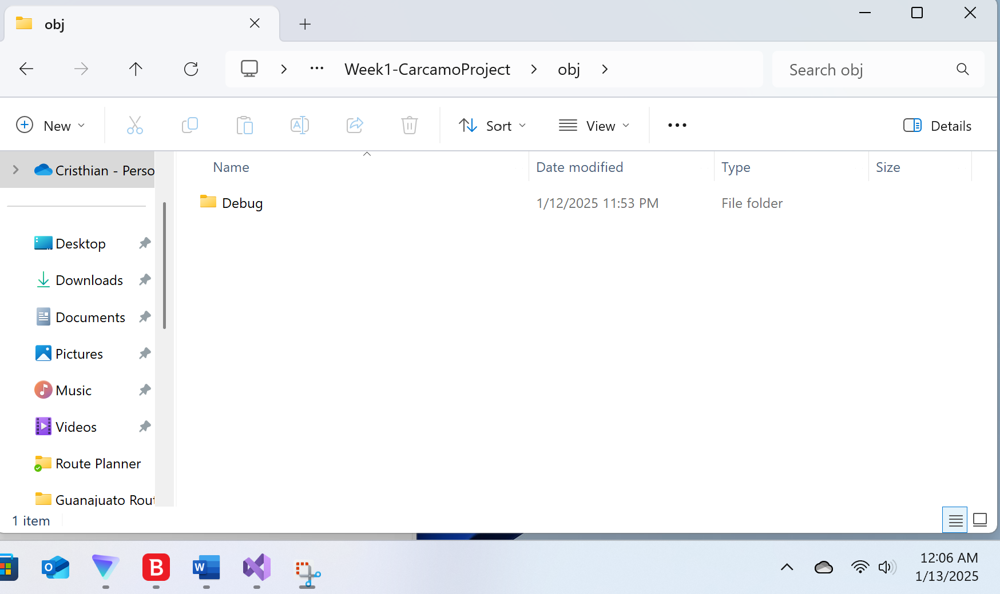 obj
Week1-CarcamoProject
obj
Search obj
New
Sort
View
Details
Cristhian - Perso
Name
Date modified
Type
Size
Debug
1/12/2025 11:53 PM
File folder
Desktop
Downloads
Documents
Pictures
Music
Videos
Route Planner
Guanajuato Rout
1 item
12:06 AM
1/13/2025